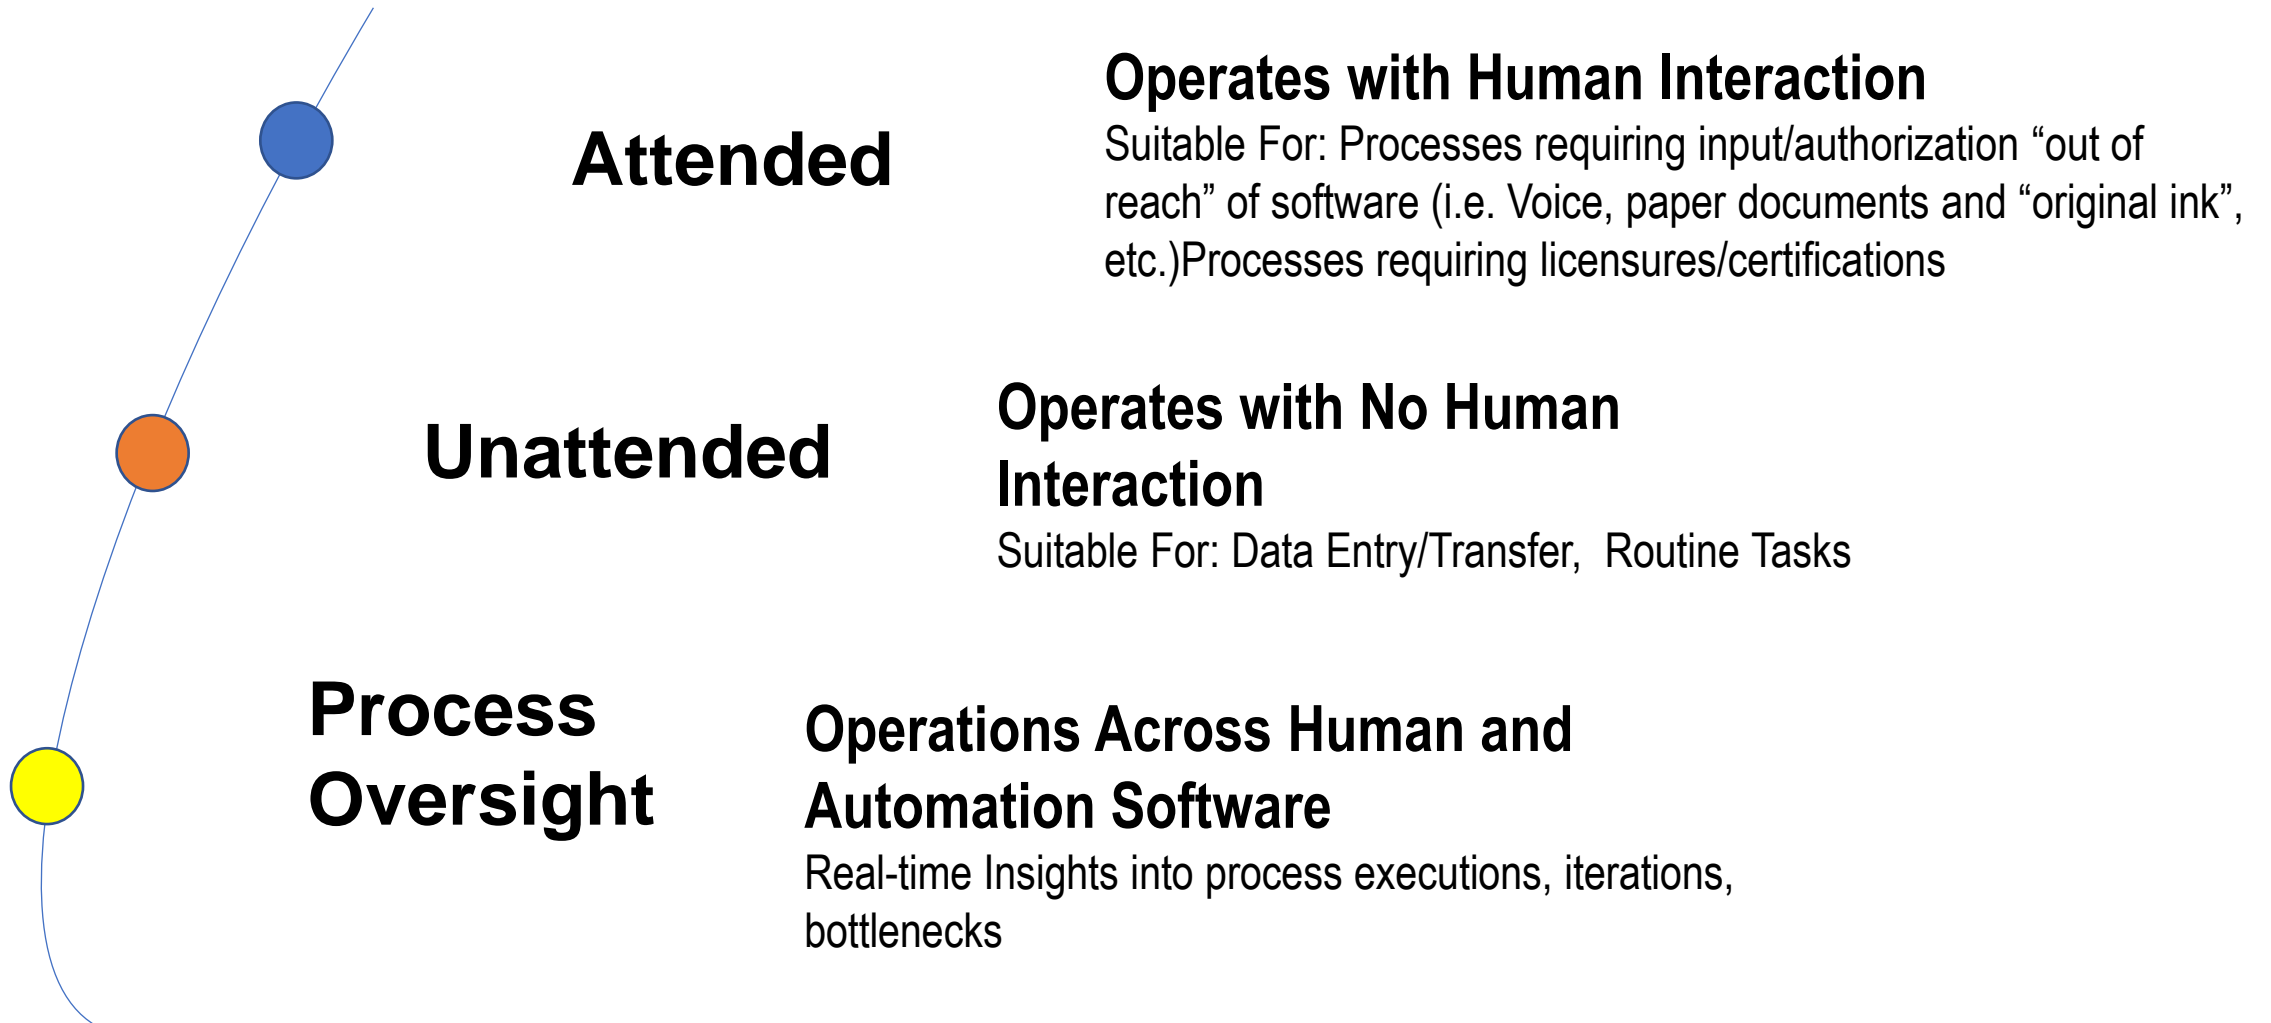 Attended
Operates with Human Interaction
Suitable For: Processes requiring input/authorization “out of
reach” of software (i.e. Voice, paper documents and “original ink”,
etc.)Processes requiring licensures/certifications
Unattended
Operates with No Human
Interaction
Suitable For: Data Entry/Transfer,  Routine Tasks
Process
Oversight
Operations Across Human and
Automation Software
Real-time Insights into process executions, iterations,
bottlenecks